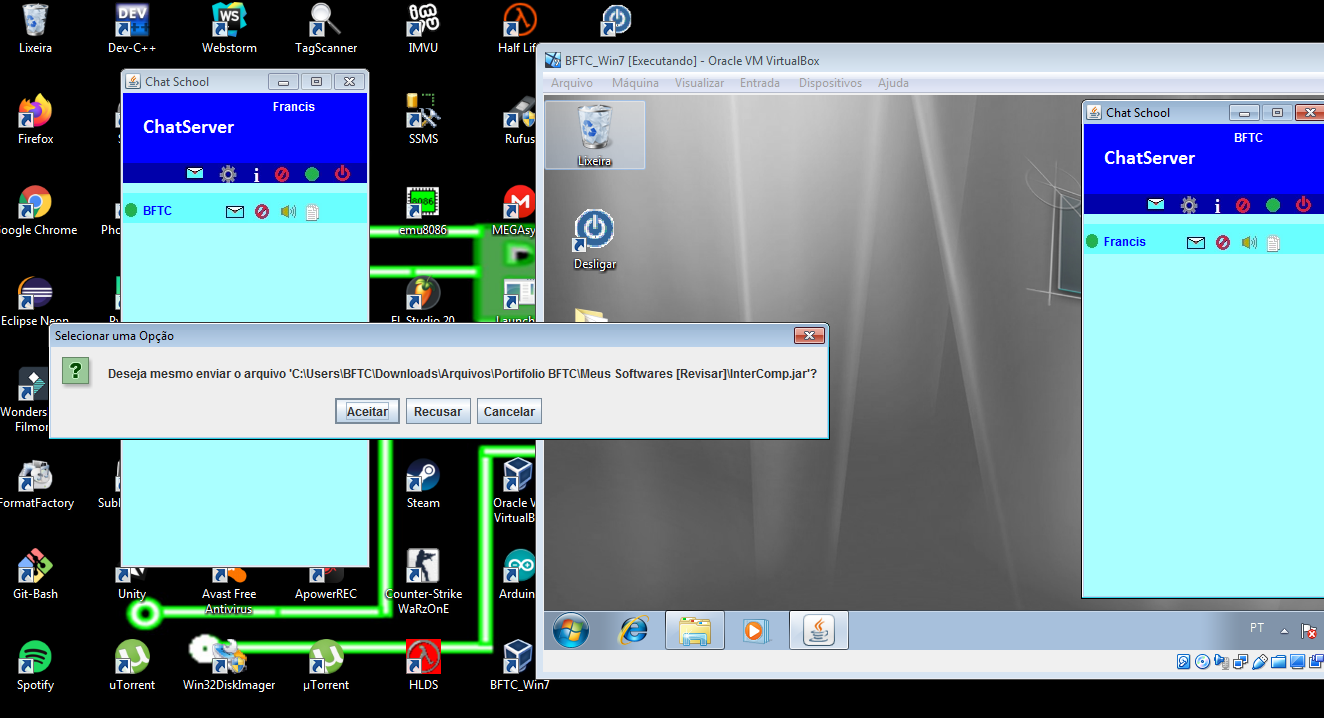 Lixeira
Dev-C++
Webstorm
TagScanner
IMVU
Half Lif
Firefox
SSMS
Rufus
oogle Chrome
Pho
emu8086
MEGAsy
Eclipse Neon
FL Studio 20
Launch
Wonders
Filmor
FormatFactory
Subl
Steam
Oracle V
VirtualB
Git-Bash
Unity
Avast Free
Antivirus
ApowerREC
Counter-Strike
WaRzOnE
Arduin
Spotify
uTorrent
Win32DiskImager
µTorrent
HLDS
BFTC_Win7
Chat School
Francis
ChatServer
BFTC
BFTC_Win7 [Executando] - Oracle VM VirtualBox
Arquivo Máquina Visualizar Entrada Dispositivos Ajuda
Lixeira
Desligar
Chat School
BFTC
ChatServer
Francis
PT
Selecionar uma Opção
Deseja mesmo enviar o arquivo 'C:\Users\BFTC\Downloads\Arquivos\Portifolio BFTC\Meus Softwares [Revisar]\InterComp.jar'?
Aceitar Recusar Cancelar